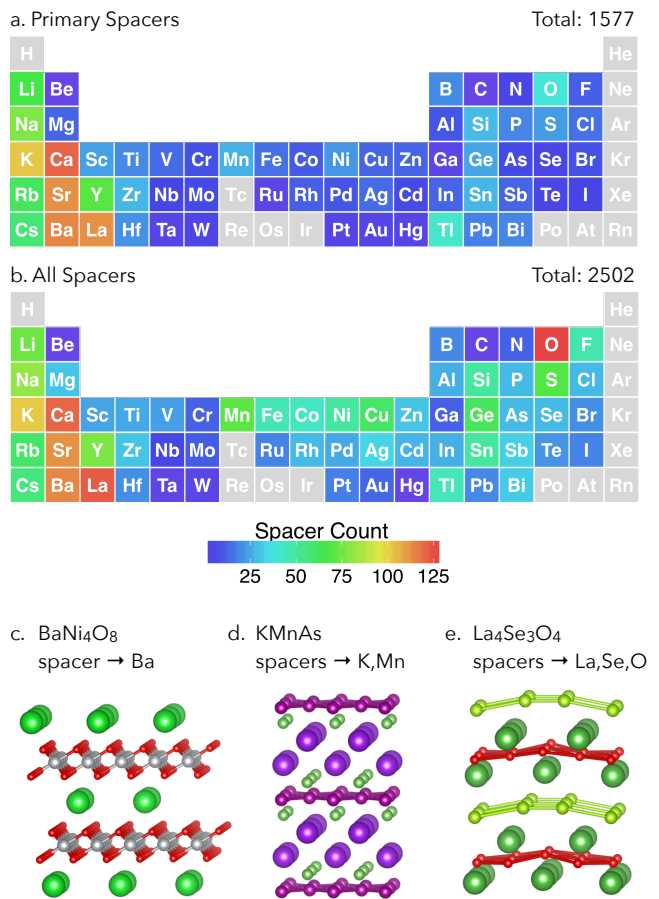 a. Primary Spacers Total: 1577
H He
Li Be B C N O F Ne
Na Mg Al Si P S Cl Ar
K Ca Sc Ti V Cr Mn Fe Co Ni Cu Zn Ga Ge As Se Br Kr
Rb Sr Y Zr Nb Mo Tc Ru Rh Pd Ag Cd In Sn Sb Te I Xe
Cs Ba La Hf Ta W Re Os Ir Pt Au Hg Tl Pb Bi Po At Rn
b. All Spacers Total: 2502
H He
Li Be B C N O F Ne
Na Mg Al Si P S Cl Ar
K Ca Sc Ti V Cr Mn Fe Co Ni Cu Zn Ga Ge As Se Br Kr
Rb Sr Y Zr Nb Mo Tc Ru Rh Pd Ag Cd In Sn Sb Te I Xe
Cs Ba La Hf Ta W Re Os Ir Pt Au Hg Tl Pb Bi Po At Rn
Spacer Count
25 50 75 100 125
c. BaNi₄O₈ d. KMnAs e. La₄Se₃O₄
spacer → Ba spacers → K,Mn spacers → La,Se,O